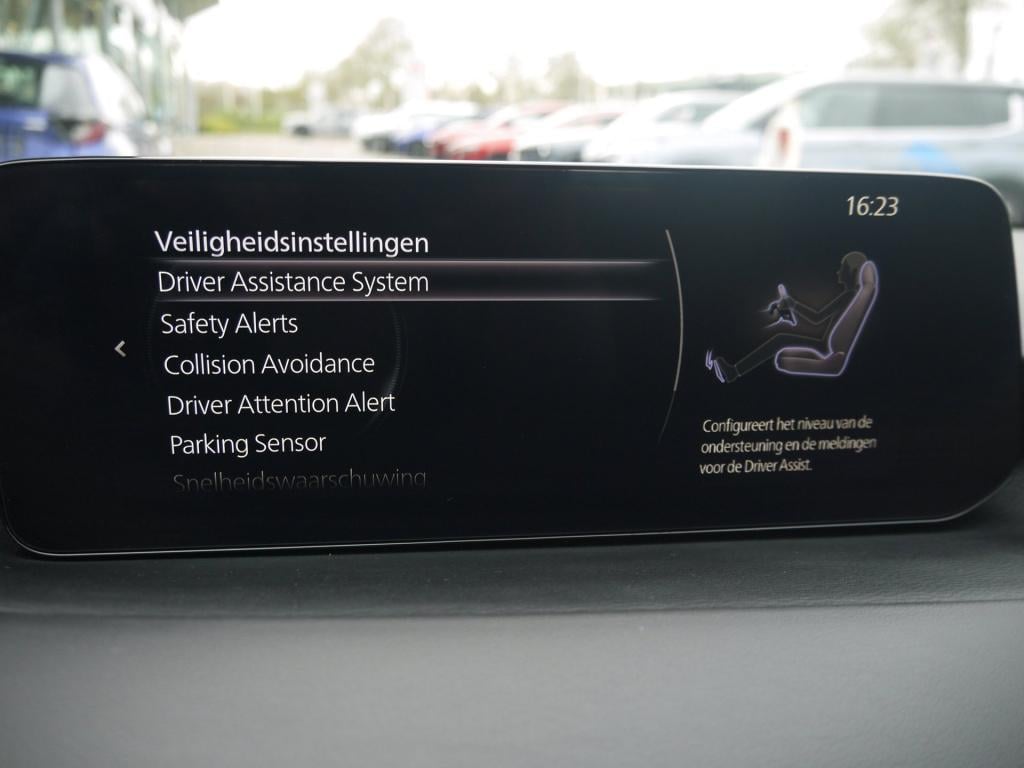 16:23
Veiligheidsinstellingen
Driver Assistance System
Safety Alerts
Collision Avoidance
Driver Attention Alert
Parking Sensor
Snelheidswaarschuwing
Configureert het niveau van de
ondersteuning en de meldingen
voor de Driver Assist.